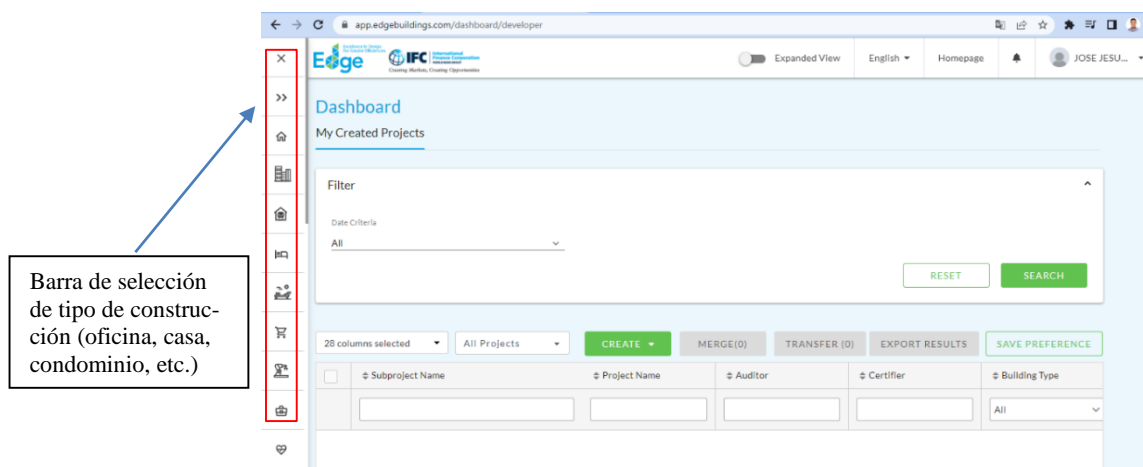 app.edgebuildings.com/dashboard/developer
Edge
IFC International Finance Corporation
Creating Markets, Creating Opportunities
Expanded View
English
Homepage
JOSE JESU...
Dashboard
My Created Projects
Filter
Date Criteria
All
RESET
SEARCH
Barra de selección
de tipo de construc-
ción (oficina, casa,
condominio, etc.)
28 columns selected
All Projects
CREATE
MERGE(0)
TRANSFER (0)
EXPORT RESULTS
SAVE PREFERENCE
Subproject Name
Project Name
Auditor
Certifier
Building Type
All